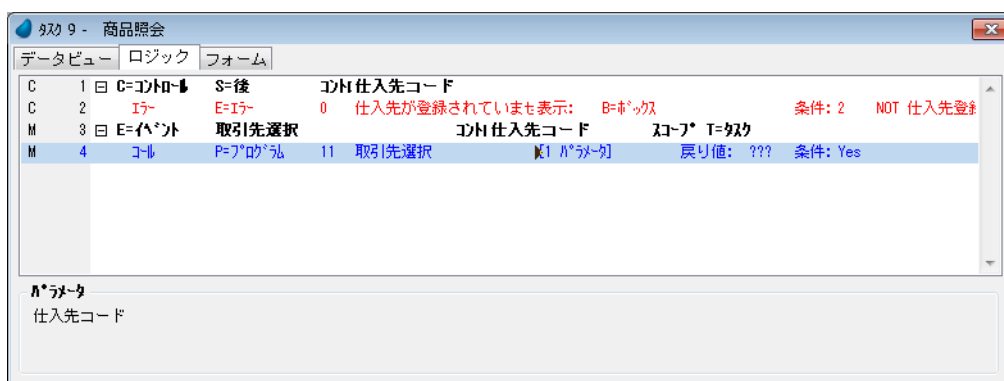 ﾀｽｸ 9 - 商品照会
データビュー ロジック フォーム
C 1 C=ｺﾝﾄﾛｰﾙ S=後 ｺﾝﾄﾛ 仕入先コード
C 2 ｴﾗｰ E=ｴﾗｰ 0 仕入先が登録されていませ 表示: B=ﾎﾞｯｸｽ 条件: 2 NOT 仕入先登録
M 3 E=ｲﾍﾞﾝﾄ 取引先選択 ｺﾝﾄﾛ 仕入先コード ｽｺｰﾌﾟ T=ﾀｽｸ
M 4 ｺｰﾙ P=ﾌﾟﾛｸﾞﾗﾑ 11 取引先選択 [1 ﾊﾟﾗﾒｰﾀ] 戻り値: ??? 条件: Yes
ﾊﾟﾗﾒｰﾀ
仕入先コード